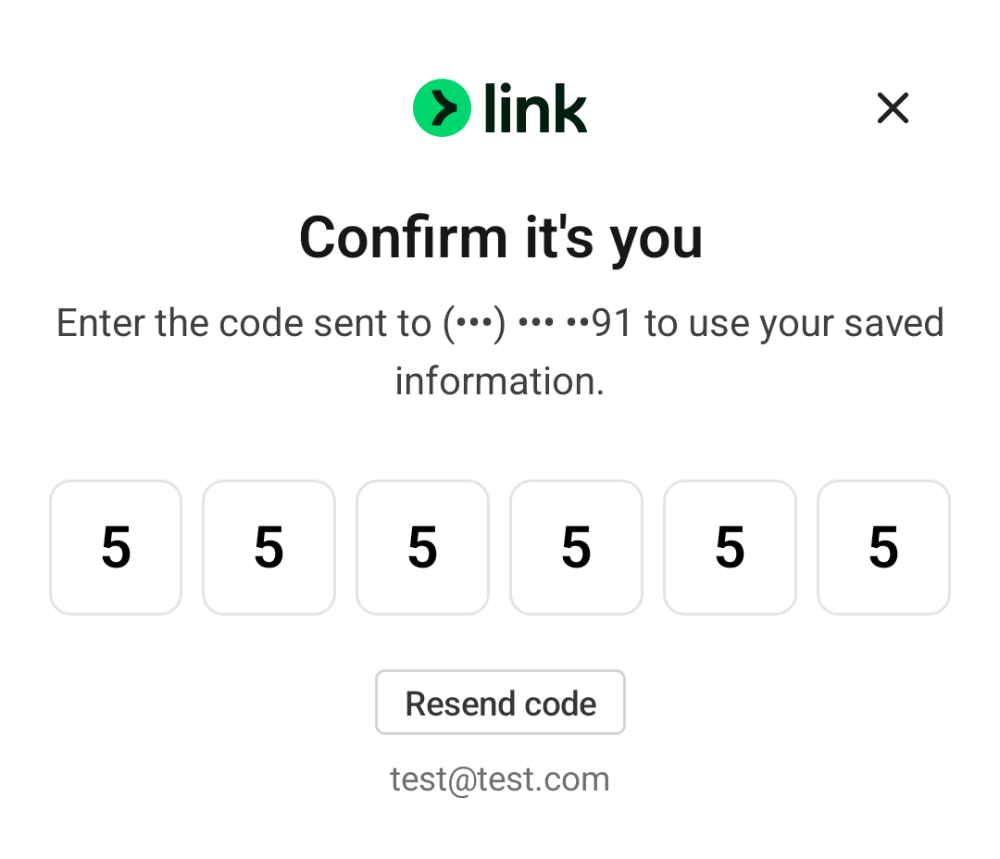 link
Confirm it's you
Enter the code sent to (•••) ••• ••91 to use your saved
information.
5 5 5 5 5 5
Resend code
test@test.com